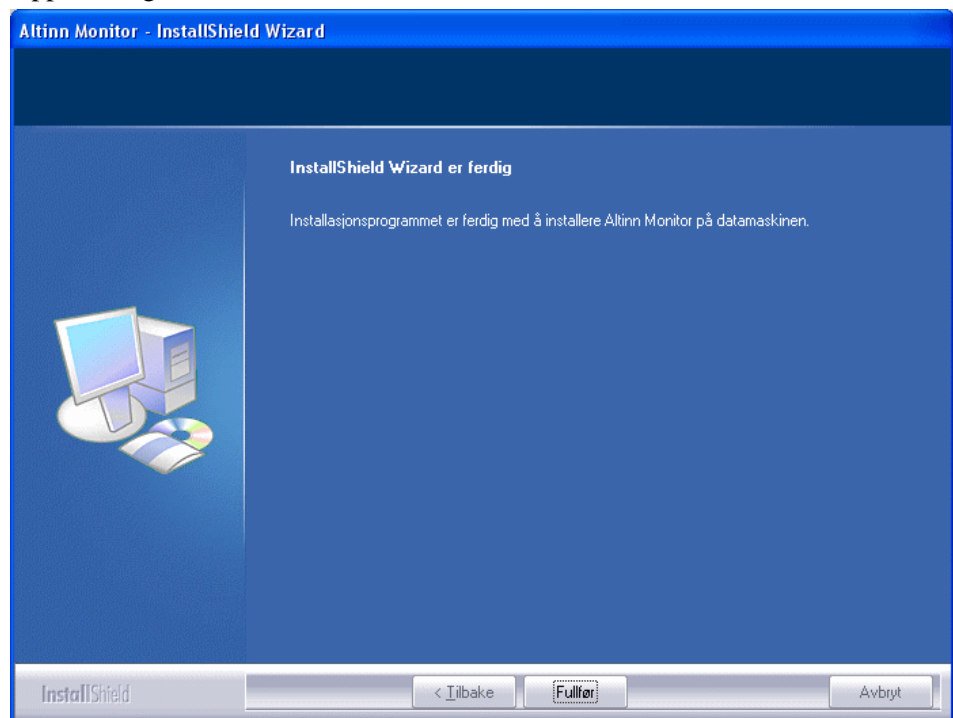 Altinn Monitor - InstallShield Wizard
InstallShield Wizard er ferdig
Installasjonsprogrammet er ferdig med å installere Altinn Monitor på datamaskinen.
InstallShield
< Tilbake
Fullfør
Avbryt